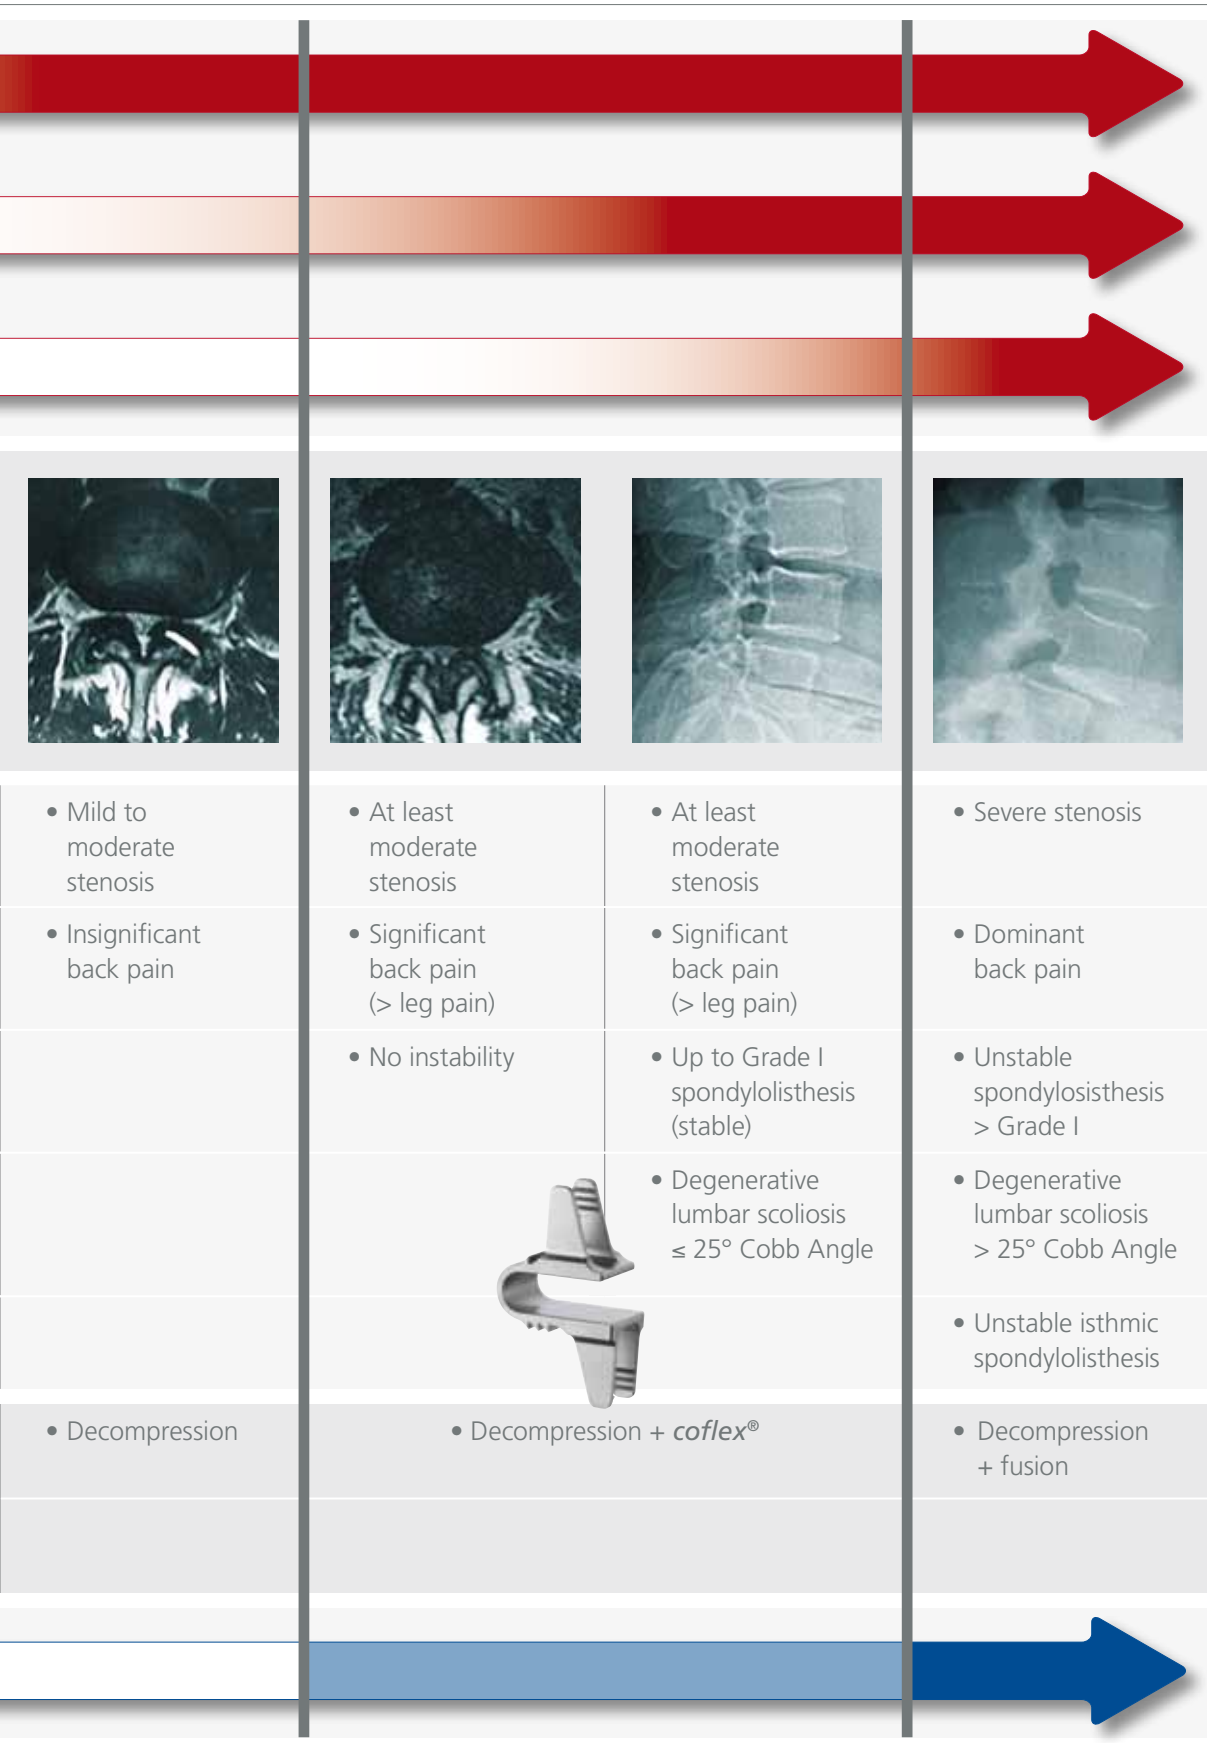 • Mild to
moderate
stenosis
• At least
moderate
stenosis
• At least
moderate
stenosis
• Severe stenosis
• Insignificant
back pain
• Significant
back pain
(> leg pain)
• Significant
back pain
(> leg pain)
• Dominant
back pain
• No instability
• Up to Grade I
spondylolisthesis
(stable)
• Unstable
spondylosisthesis
> Grade I
• Degenerative
lumbar scoliosis
≤ 25° Cobb Angle
• Degenerative
lumbar scoliosis
> 25° Cobb Angle
• Unstable isthmic
spondylolisthesis
• Decompression
• Decompression + coflex®
• Decompression
+ fusion